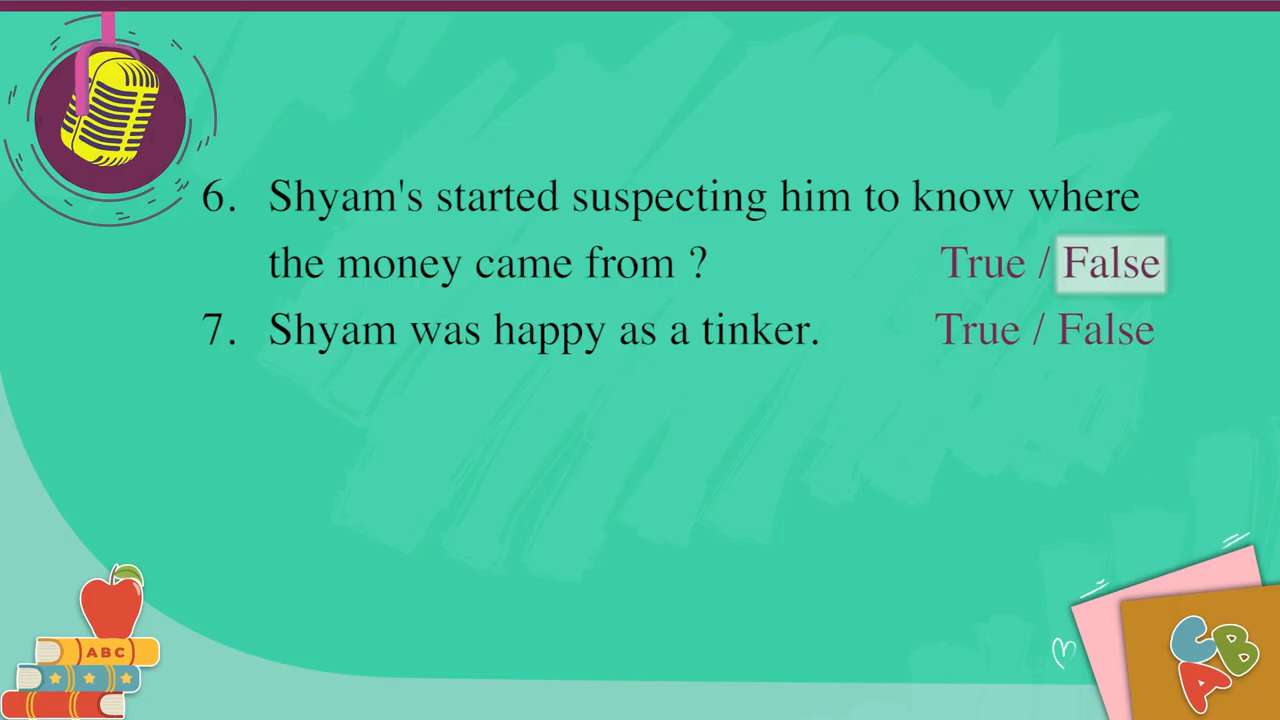 6. Shyam's started suspecting him to know where
the money came from ? True / False
7. Shyam was happy as a tinker. True / False
ABC
C B
A